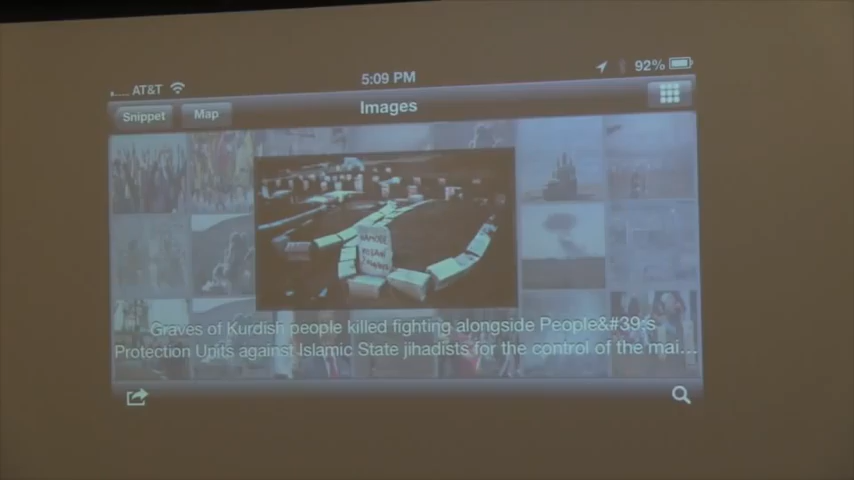 AT&T
5:09 PM
92%
Snippet
Map
Images
Graves of Kurdish people killed fighting alongside People&#39;s
Protection Units against Islamic State jihadists for the control of the mai...